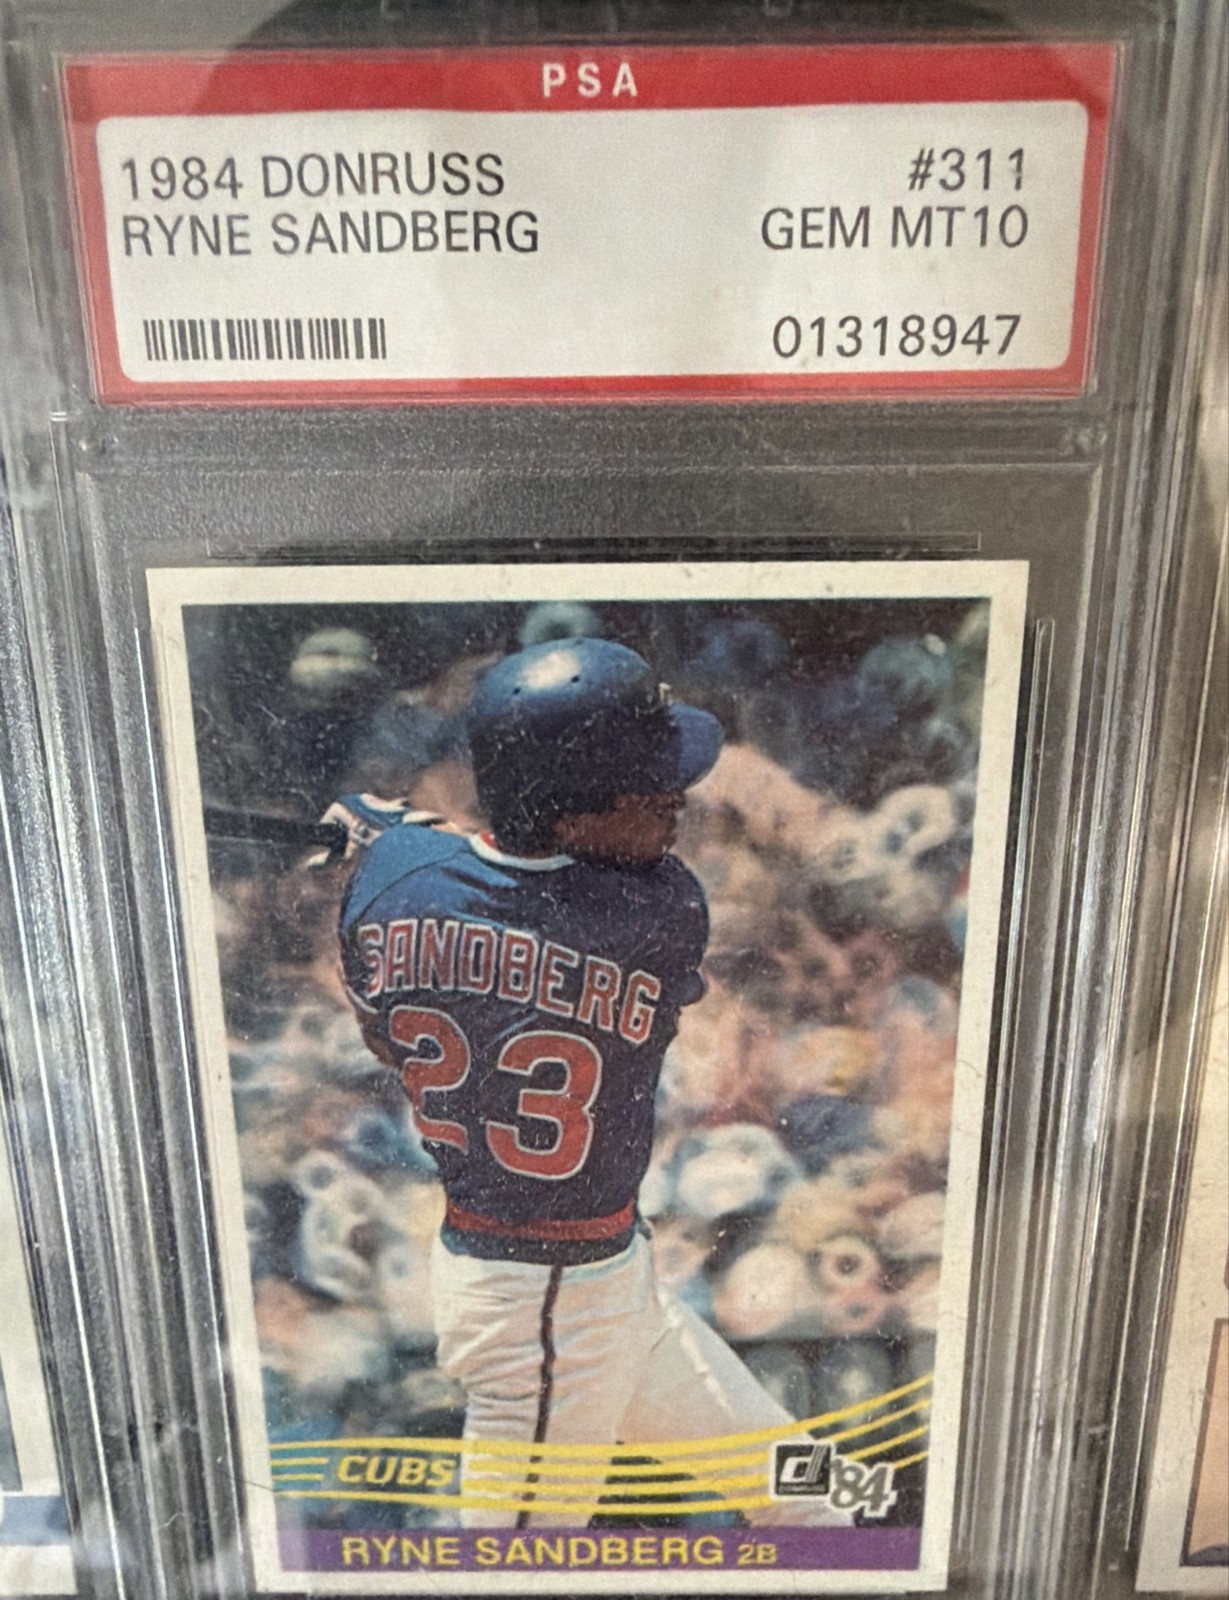 PSA
1984 DONRUSS #311
RYNE SANDBERG GEM MT10
01318947
SANDBERG
23
CUBS
d '84
RYNE SANDBERG 2B